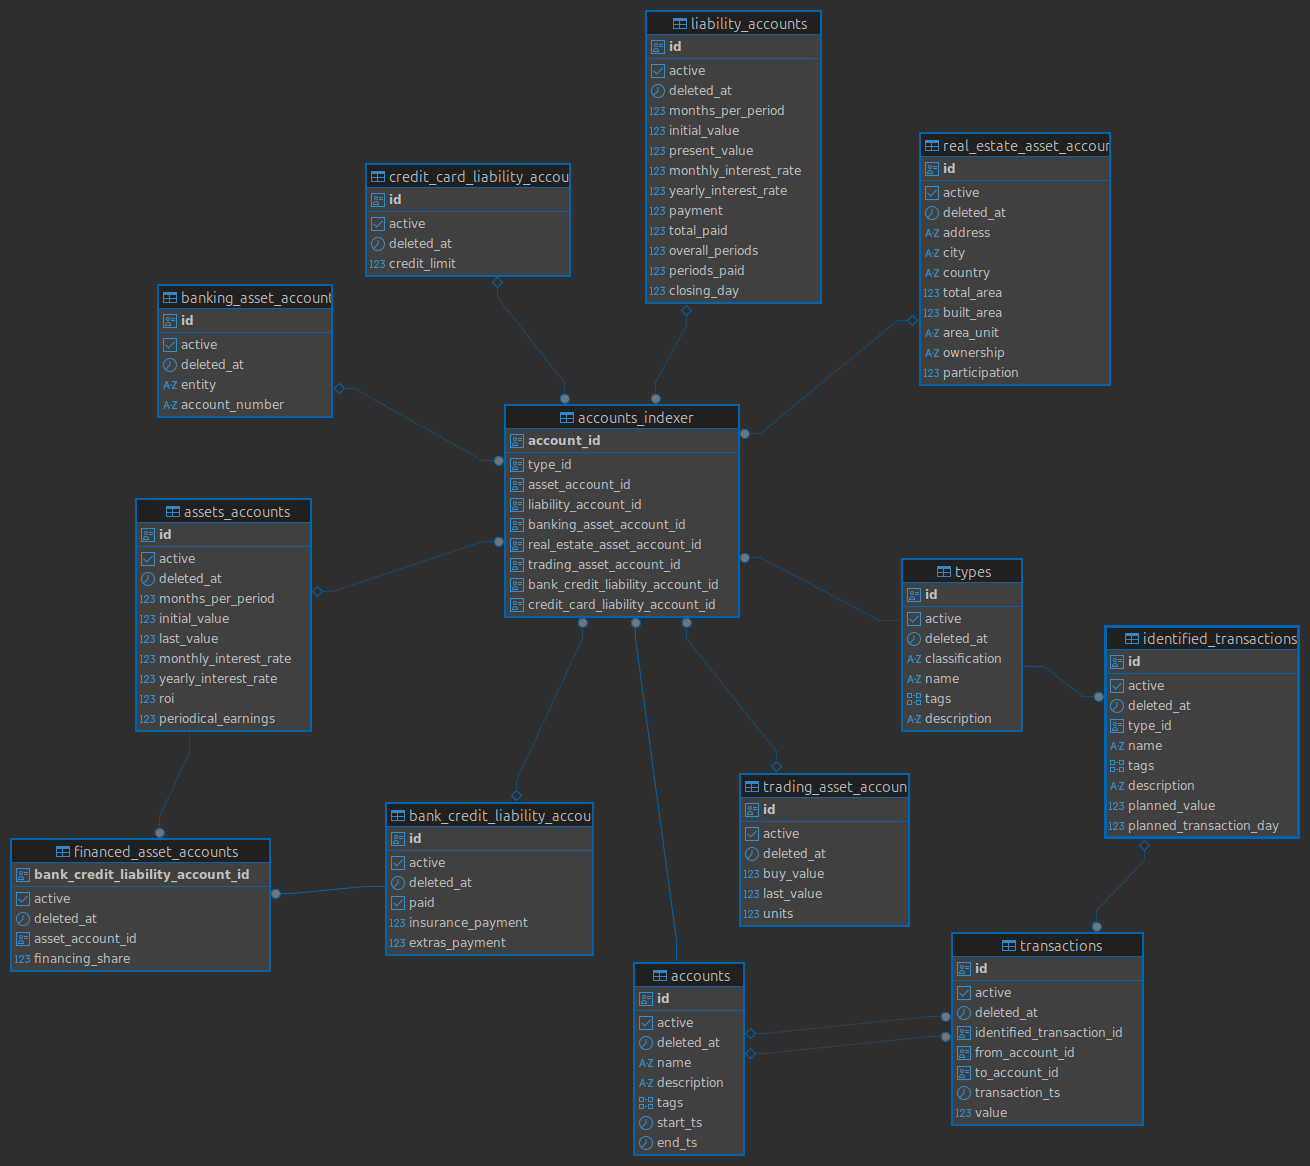 liability_accounts
id
active
deleted_at
123 months_per_period
123 initial_value
123 present_value
123 monthly_interest_rate
123 yearly_interest_rate
123 payment
123 total_paid
123 overall_periods
123 periods_paid
123 closing_day
real_estate_asset_accour
id
active
deleted_at
A-Z address
A-Z city
A-Z country
123 total_area
123 built_area
A-Z area_unit
A-Z ownership
123 participation
credit_card_liability_accou
id
active
deleted_at
123 credit_limit
banking_asset_account
id
active
deleted_at
A-Z entity
A-Z account_number
accounts_indexer
account_id
type_id
asset_account_id
liability_account_id
banking_asset_account_id
real_estate_asset_account_id
trading_asset_account_id
bank_credit_liability_account_id
credit_card_liability_account_id
assets_accounts
id
active
deleted_at
123 months_per_period
123 initial_value
123 last_value
123 monthly_interest_rate
123 yearly_interest_rate
123 roi
123 periodical_earnings
types
id
active
deleted_at
A-Z classification
A-Z name
tags
A-Z description
identified_transactions
id
active
deleted_at
type_id
A-Z name
tags
A-Z description
123 planned_value
123 planned_transaction_day
financed_asset_accounts
bank_credit_liability_account_id
active
deleted_at
asset_account_id
123 financing_share
bank_credit_liability_accou
id
active
deleted_at
paid
123 insurance_payment
123 extras_payment
trading_asset_accoun
id
active
deleted_at
123 buy_value
123 last_value
123 units
accounts
id
active
deleted_at
A-Z name
A-Z description
tags
start_ts
end_ts
transactions
id
active
deleted_at
identified_transaction_id
from_account_id
to_account_id
transaction_ts
123 value